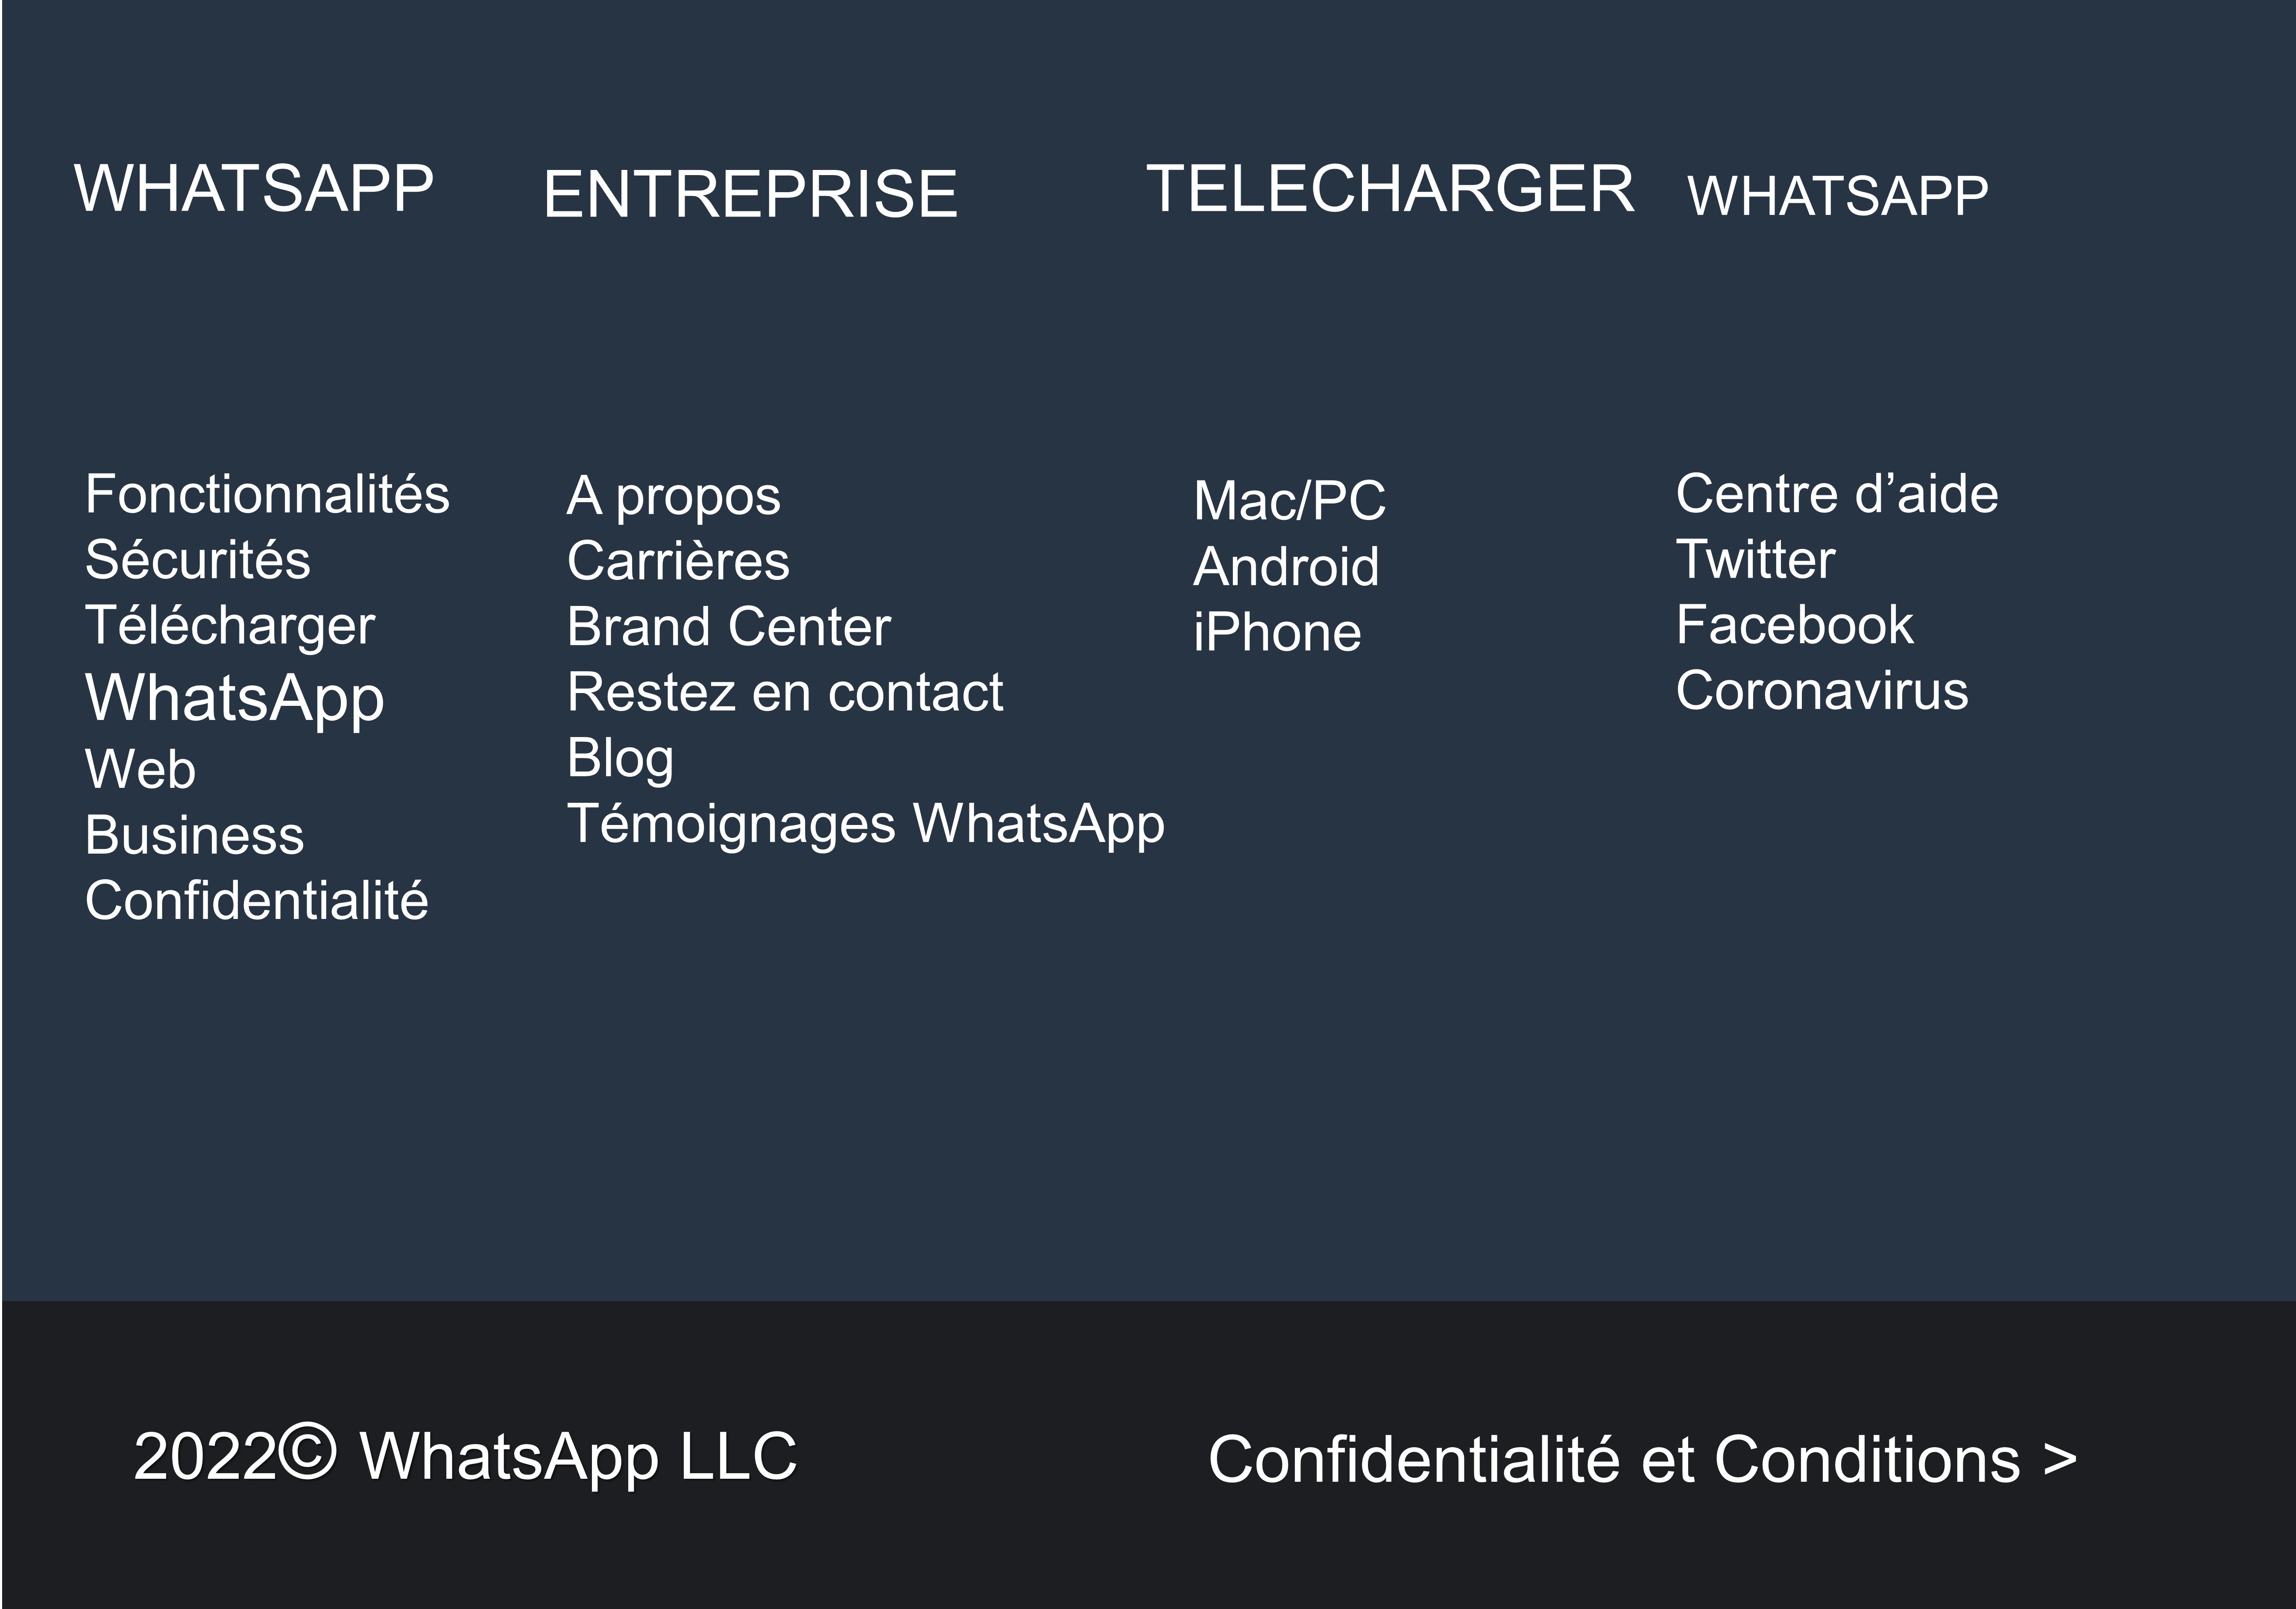 WHATSAPP
ENTREPRISE
TELECHARGER
WHATSAPP
Fonctionnalités
Sécurités
Télécharger
WhatsApp
Web
Business
Confidentialité
A propos
Carrières
Brand Center
Restez en contact
Blog
Témoignages WhatsApp
Mac/PC
Android
iPhone
Centre d’aide
Twitter
Facebook
Coronavirus
2022© WhatsApp LLC
Confidentialité et Conditions >